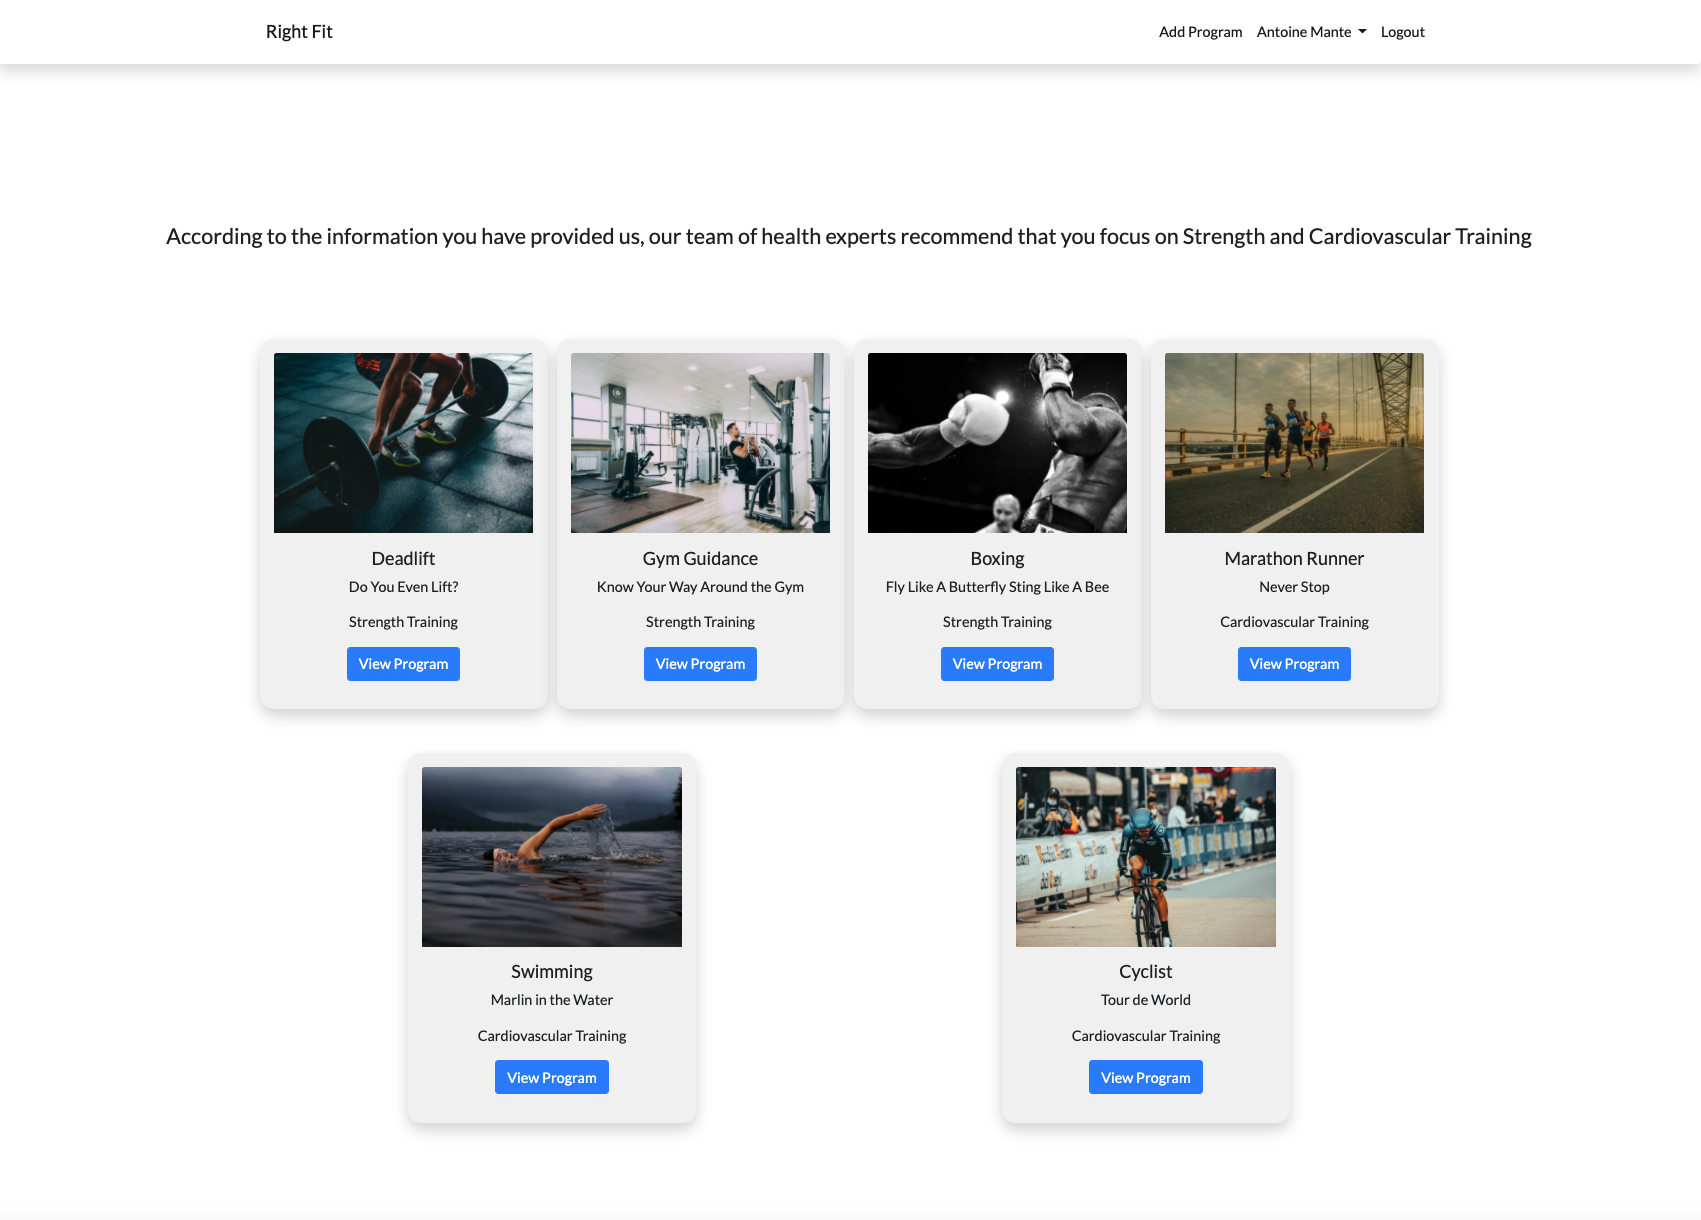 Right Fit
Add Program
Antoine Mante
Logout
According to the information you have provided us, our team of health experts recommend that you focus on Strength and Cardiovascular Training
Deadlift
Do You Even Lift?
Strength Training
View Program
Gym Guidance
Know Your Way Around the Gym
Strength Training
View Program
Boxing
Fly Like A Butterfly Sting Like A Bee
Strength Training
View Program
Marathon Runner
Never Stop
Cardiovascular Training
View Program
Swimming
Marlin in the Water
Cardiovascular Training
View Program
Cyclist
Tour de World
Cardiovascular Training
View Program